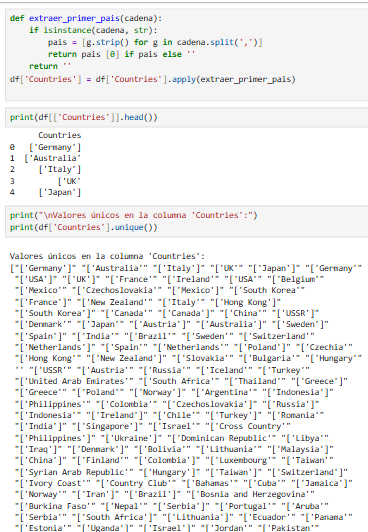 def extraer_primer_pais(cadena):
if isinstance(cadena, str):
pais = [g.strip() for g in cadena.split(',')]
return pais [0] if pais else ''
return ''
df['Countries'] = df['Countries'].apply(extraer_primer_pais)
print(df[['Countries']].head())
Countries
0 ['Germany']
1 ['Australia'
2 ['Italy']
3 ['UK'
4 ['Japan']
print("\nValores únicos en la columna 'Countries':")
print(df['Countries'].unique())
Valores únicos en la columna 'Countries':
["['Germany']" "['Australia'" "['Italy']" "['UK'" "['Japan']" "['Germany'"
"['USA']" "['UK']" "['France'" "['Ireland'" "['USA'" "['Belgium'"
"['Mexico'" "['Czechoslovakia'" "['Mexico']" "['South Korea'"
"['France']" "['New Zealand'" "['Italy'" "['Hong Kong']"
"['South Korea']" "['Canada'" "['Canada']" "['China'" "['USSR']"
"['Denmark'" "['Japan'" "['Austria']" "['Australia']" "['Sweden']"
"['Spain']" "['India'" "['Brazil'" "['Sweden'" "['Switzerland'"
"['Netherlands']" "['Spain'" "['Netherlands'" "['Poland']" "['Czechia'"
"['Hong Kong'" "['New Zealand']" "['Slovakia'" "['Bulgaria'" "['Hungary'"
'' "['USSR'" "['Austria'" "['Russia'" "['Iceland'" "['Turkey'"
"['United Arab Emirates'" "['South Africa'" "['Thailand'" "['Greece']"
"['Greece'" "['Poland'" "['Norway']" "['Argentina'" "['Indonesia']"
"['Philippines'" "['Colombia'" "['Czechoslovakia']" "['Russia']"
"['Indonesia'" "['Ireland']" "['Chile'" "['Turkey']" "['Romania'"
"['India']" "['Singapore']" "['Israel'" "['Cross Country'"
"['Philippines']" "['Ukraine']" "['Dominican Republic'" "['Libya'"
"['Iraq']" "['Denmark']" "['Bolivia'" "['Lithuania'" "['Malaysia']"
"['China']" "['Finland'" "['Colombia']" "['Luxembourg'" "['Taiwan'"
"['Syrian Arab Republic'" "['Hungary']" "['Taiwan']" "['Switzerland']"
"['Ivory Coast'" "['Country Club'" "['Bahamas'" "['Cuba'" "['Jamaica']"
"['Norway'" "['Iran']" "['Brazil']" "['Bosnia and Herzegovina'"
"['Burkina Faso'" "['Nepal'" "['Serbia']" "['Portugal'" "['Aruba'"
"['Serbia'" "['South Africa']" "['Lithuania']" "['Ecuador'" "['Panama'"
"['Estonia'" "['Uganda']" "['Israel']" "['Jordan'" "['Pakistan'"